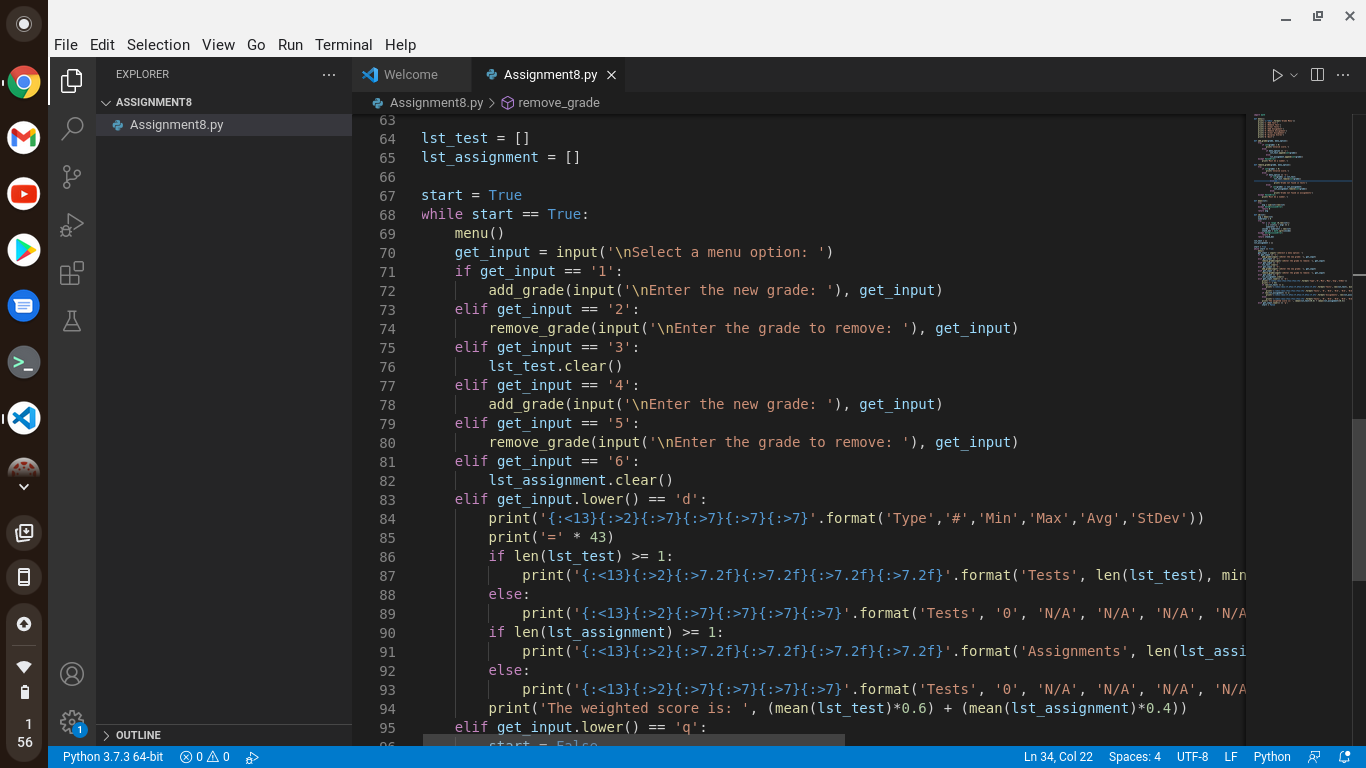 File Edit Selection View Go Run Terminal Help
EXPLORER
ASSIGNMENT8
Assignment8.py
Welcome
Assignment8.py
Assignment8.py > remove_grade
63
64 lst_test = []
65 lst_assignment = []
66
67 start = True
68 while start == True:
69     menu()
70     get_input = input('\nSelect a menu option: ')
71     if get_input == '1':
72         add_grade(input('\nEnter the new grade: '), get_input)
73     elif get_input == '2':
74         remove_grade(input('\nEnter the grade to remove: '), get_input)
75     elif get_input == '3':
76         lst_test.clear()
77     elif get_input == '4':
78         add_grade(input('\nEnter the new grade: '), get_input)
79     elif get_input == '5':
80         remove_grade(input('\nEnter the grade to remove: '), get_input)
81     elif get_input == '6':
82         lst_assignment.clear()
83     elif get_input.lower() == 'd':
84         print('{:<13}{:>2}{:>7}{:>7}{:>7}{:>7}'.format('Type','#','Min','Max','Avg','StDev'))
85         print('=' * 43)
86         if len(lst_test) >= 1:
87             print('{:<13}{:>2}{:>7.2f}{:>7.2f}{:>7.2f}{:>7.2f}'.format('Tests', len(lst_test), min
88         else:
89             print('{:<13}{:>2}{:>7}{:>7}{:>7}{:>7}'.format('Tests', '0', 'N/A', 'N/A', 'N/A', 'N/A
90         if len(lst_assignment) >= 1:
91             print('{:<13}{:>2}{:>7.2f}{:>7.2f}{:>7.2f}{:>7.2f}'.format('Assignments', len(lst_assi
92         else:
93             print('{:<13}{:>2}{:>7}{:>7}{:>7}{:>7}'.format('Tests', '0', 'N/A', 'N/A', 'N/A', 'N/A
94         print('The weighted score is: ', (mean(lst_test)*0.6) + (mean(lst_assignment)*0.4))
95     elif get_input.lower() == 'q':
96         start = False
OUTLINE
1
1
56
Python 3.7.3 64-bit 0 0 Ln 34, Col 22 Spaces: 4 UTF-8 LF Python